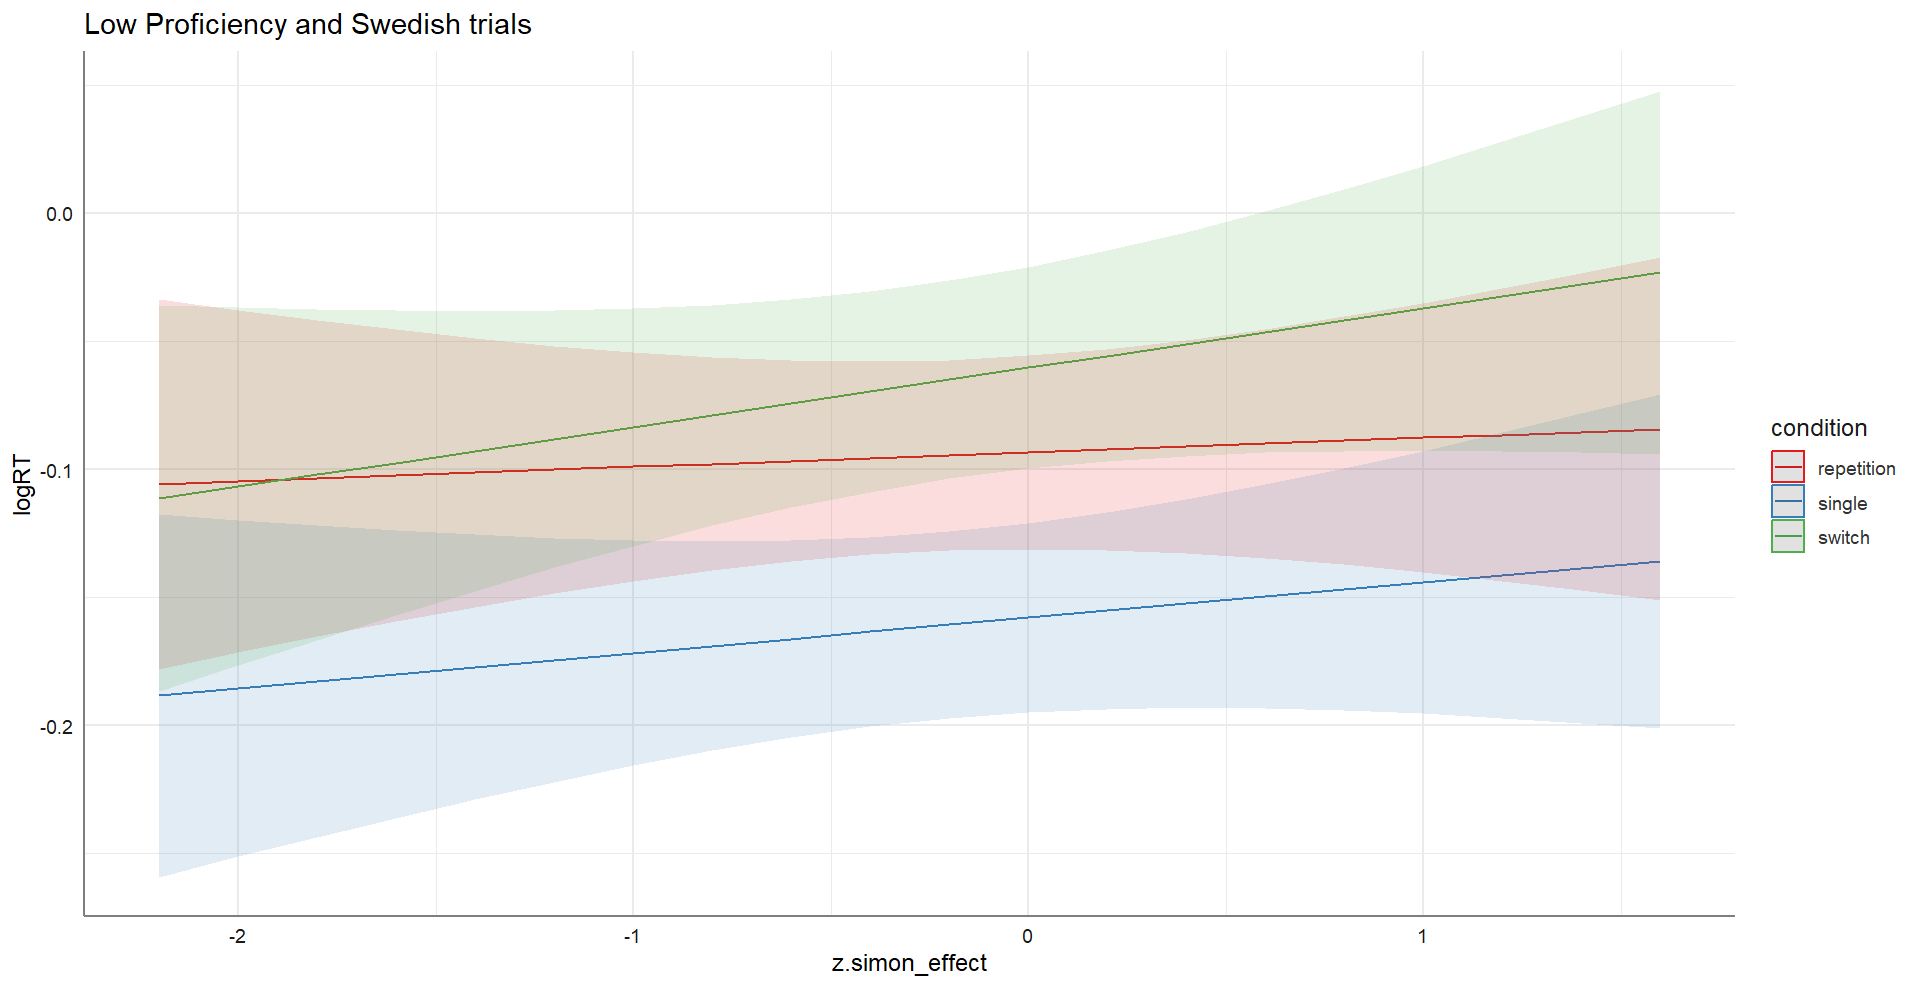 Low Proficiency and Swedish trials
logRT
0.0
-0.1
-0.2
-2
-1
0
1
z.simon_effect
condition
repetition
single
switch